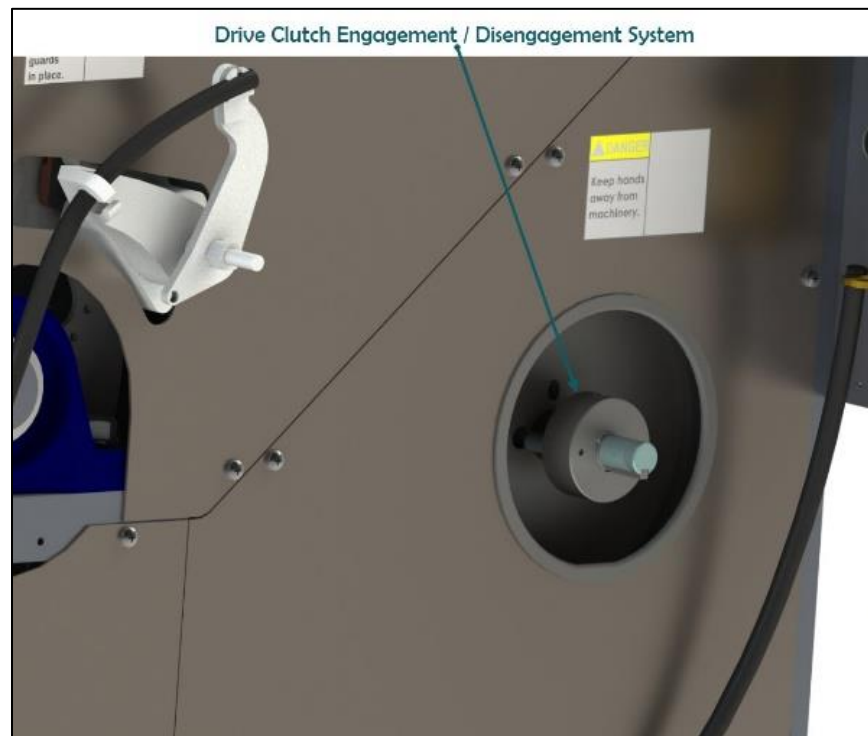 Drive Clutch Engagement / Disengagement System
guards
in place.
DANGER
Keep hands
away from
machinery.